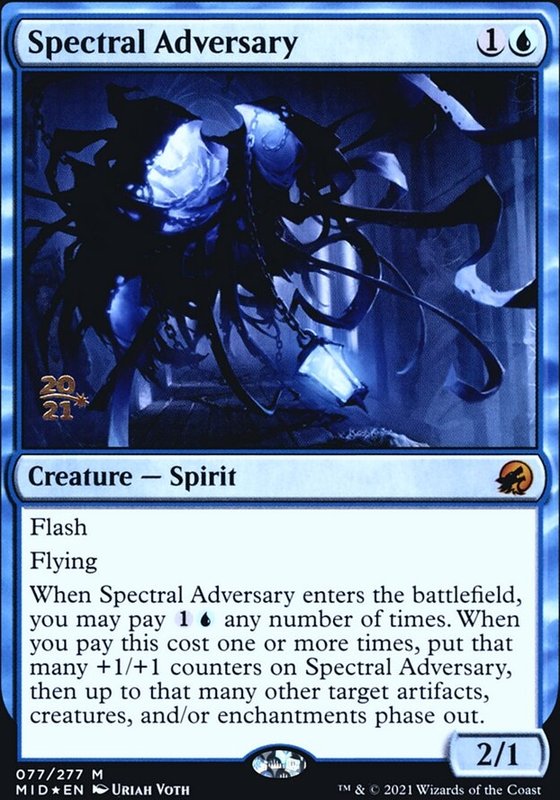 Spectral Adversary 1
20
21
Creature — Spirit
Flash
Flying
When Spectral Adversary enters the battlefield,
you may pay 1 any number of times. When
you pay this cost one or more times, put that
many +1/+1 counters on Spectral Adversary,
then up to that many other target artifacts,
creatures, and/or enchantments phase out.
2/1
077/277 M
MID★EN Uriah Voth
™ & © 2021 Wizards of the Coast